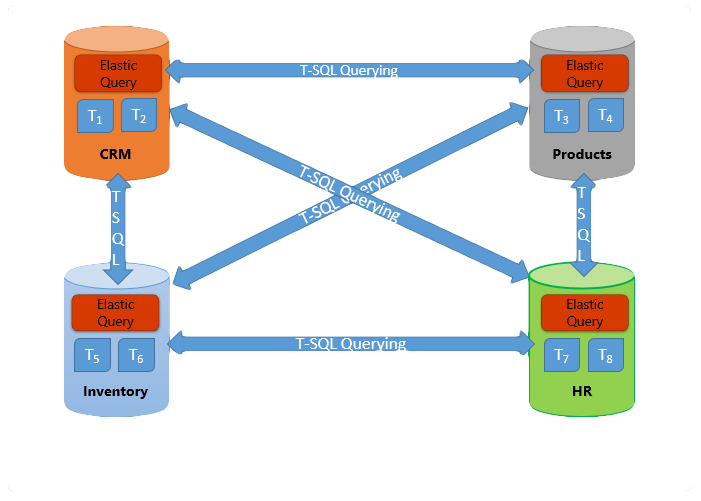 Elastic
Query
T1
T2
CRM
T-SQL Querying
Elastic
Query
T3
T4
Products
T-SQL Querying
T-SQL Querying
T
S
Q
L
T
S
Q
L
Elastic
Query
T5
T6
Inventory
T-SQL Querying
Elastic
Query
T7
T8
HR